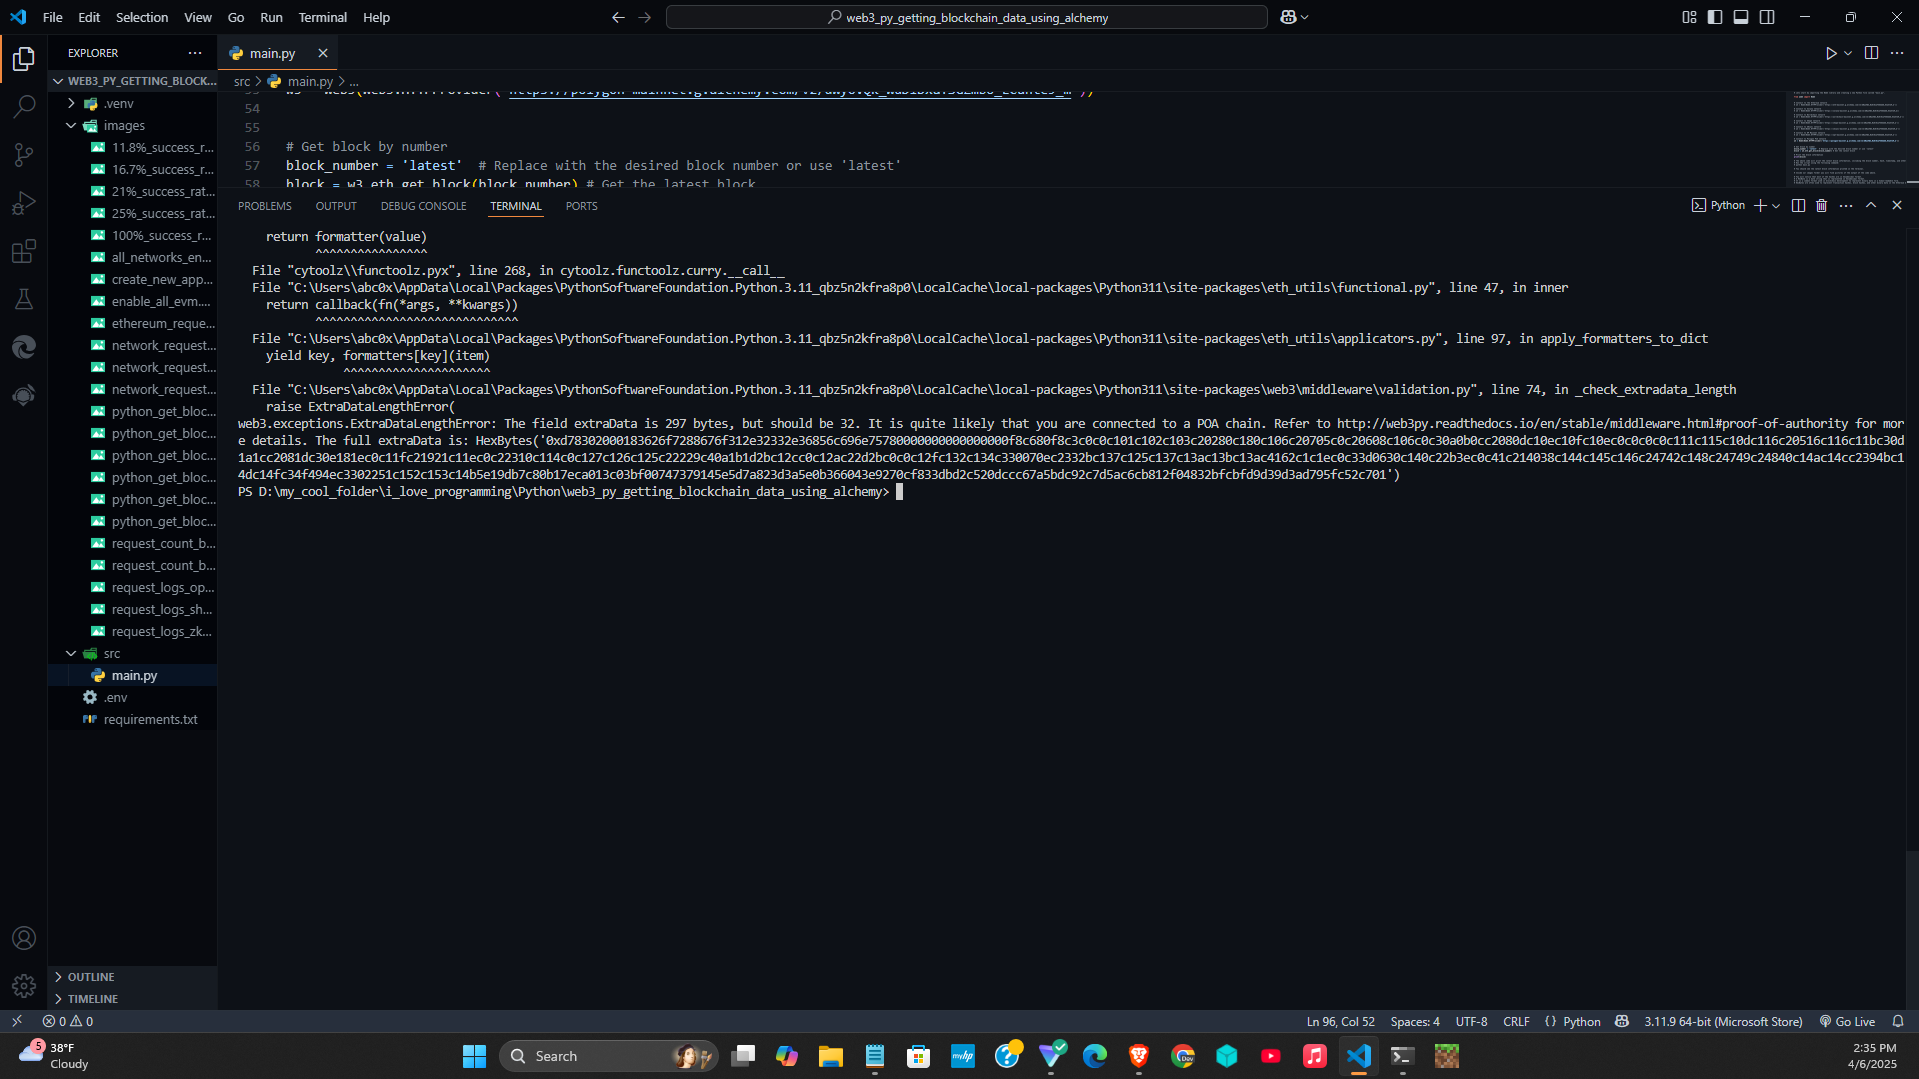 File Edit Selection View Go Run Terminal Help
web3_py_getting_blockchain_data_using_alchemy
EXPLORER
WEB3_PY_GETTING_BLOCK...
.venv
images
11.8%_success_r...
16.7%_success_r...
21%_success_rat...
25%_success_rat...
100%_success_r...
all_networks_en...
create_new_app...
enable_all_evm....
ethereum_reque...
network_request...
network_request...
network_request...
python_get_bloc...
python_get_bloc...
python_get_bloc...
python_get_bloc...
python_get_bloc...
python_get_bloc...
request_count_b...
request_count_b...
request_logs_op...
request_logs_sh...
request_logs_zk...
src
main.py
.env
requirements.txt
OUTLINE
TIMELINE
main.py
src > main.py > ...
54
55
56 # Get block by number
57 block_number = 'latest' # Replace with the desired block number or use 'latest'
58 block = w3.eth.get_block(block_number) # Get the latest block
PROBLEMS OUTPUT DEBUG CONSOLE TERMINAL PORTS
Python
return formatter(value)
^^^^^^^^^^^^^^^^
File "cytoolz\\functoolz.pyx", line 268, in cytoolz.functoolz.curry.__call__
File "C:\Users\abc0x\AppData\Local\Packages\PythonSoftwareFoundation.Python.3.11_qbz5n2kfra8p0\LocalCache\local-packages\Python311\site-packages\eth_utils\functional.py", line 47, in inner
return callback(fn(*args, **kwargs))
^^^^^^^^^^^^^^^^^^^^^^^^^^^^^
File "C:\Users\abc0x\AppData\Local\Packages\PythonSoftwareFoundation.Python.3.11_qbz5n2kfra8p0\LocalCache\local-packages\Python311\site-packages\eth_utils\applicators.py", line 97, in apply_formatters_to_dict
yield key, formatters[key](item)
^^^^^^^^^^^^^^^^^^^^^
File "C:\Users\abc0x\AppData\Local\Packages\PythonSoftwareFoundation.Python.3.11_qbz5n2kfra8p0\LocalCache\local-packages\Python311\site-packages\web3\middleware\validation.py", line 74, in _check_extradata_length
raise ExtraDataLengthError(
web3.exceptions.ExtraDataLengthError: The field extraData is 297 bytes, but should be 32. It is quite likely that you are connected to a POA chain. Refer to http://web3py.readthedocs.io/en/stable/middleware.html#proof-of-authority for mor
e details. The full extraData is:
PS D:\my_cool_folder\i_love_programming\Python\web3_py_getting_blockchain_data_using_alchemy>
0 0 Ln 96, Col 52 Spaces: 4 UTF-8 CRLF {} Python 3.11.9 64-bit (Microsoft Store) Go Live
5 38°F
Cloudy
Search
myhp
Dev
2:35 PM
4/6/2025